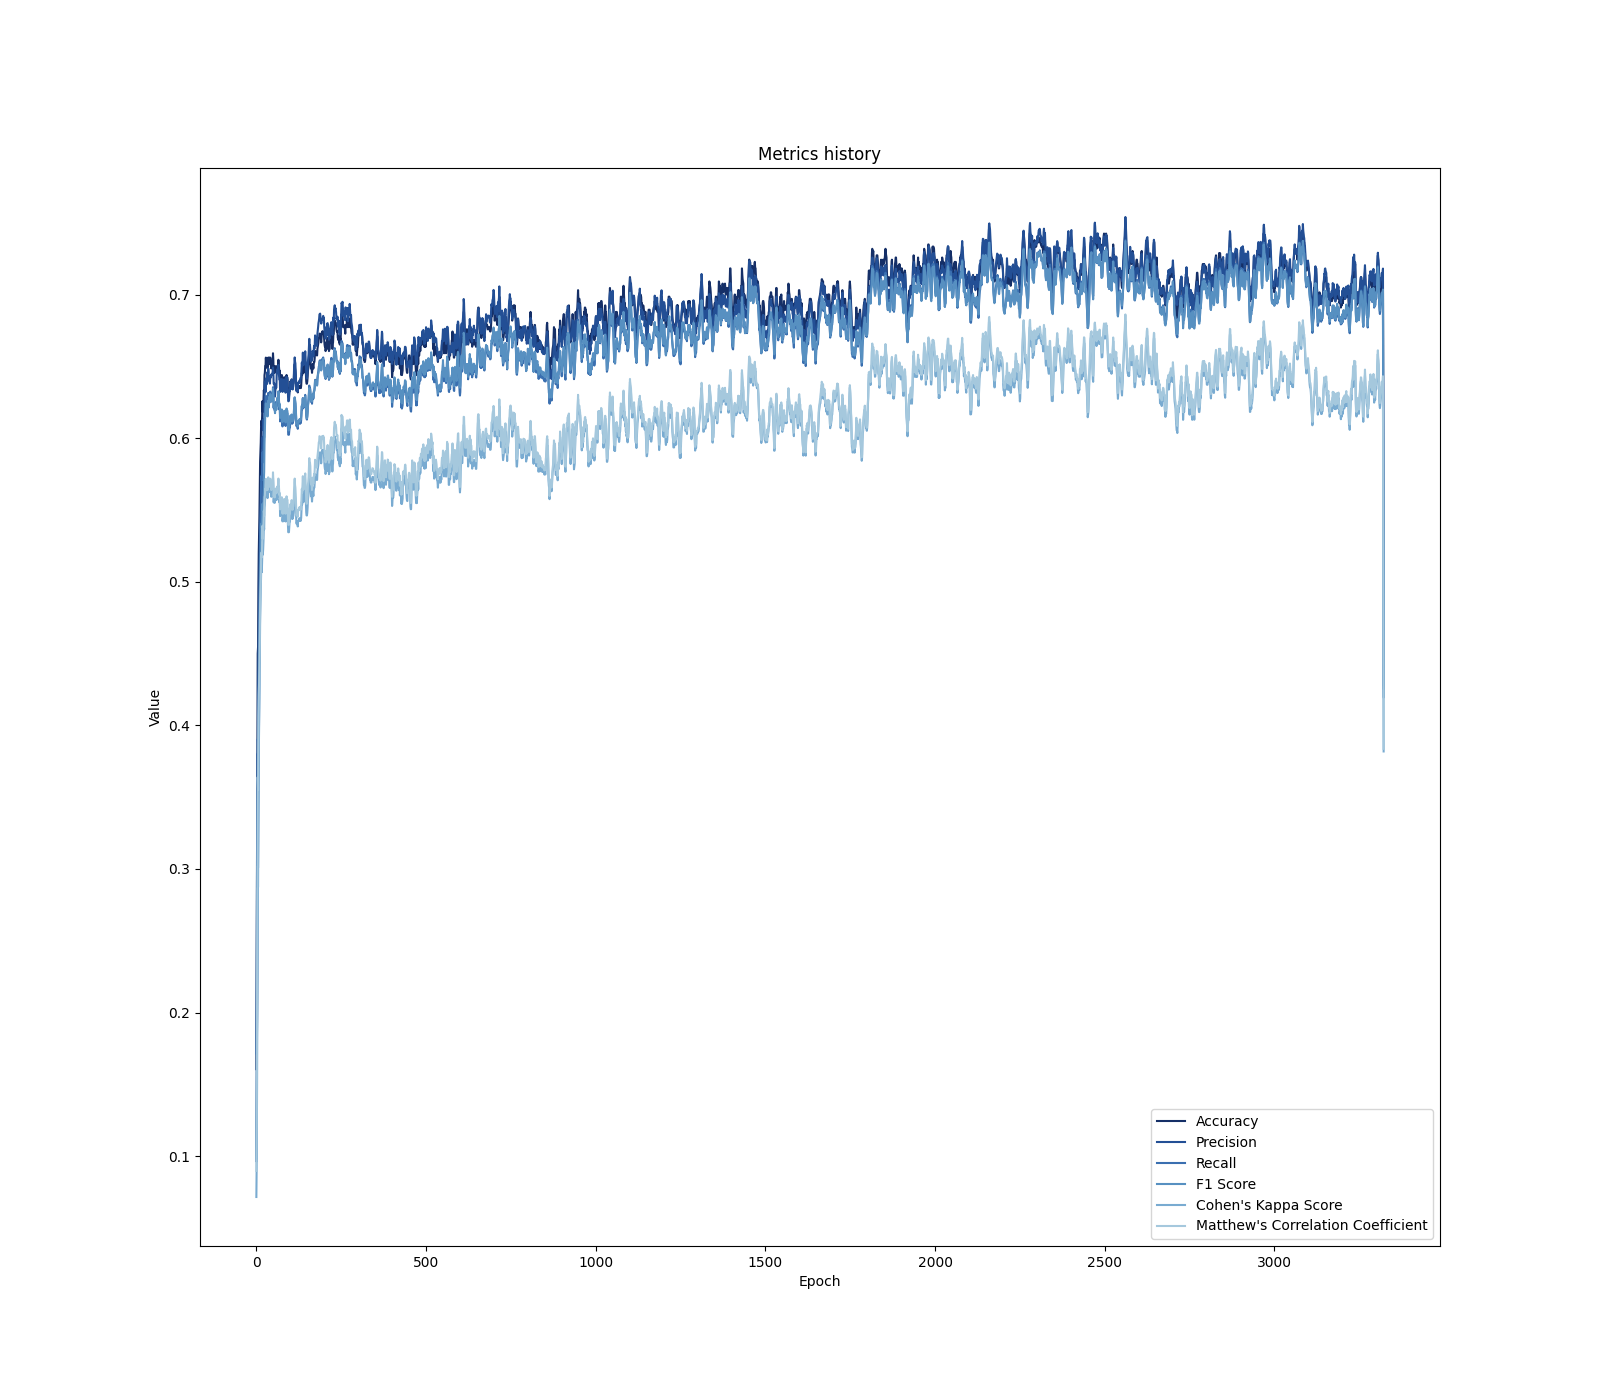 Metrics history
Value
0.7
0.6
0.5
0.4
0.3
0.2
0.1
0
500
1000
1500
2000
2500
3000
Epoch
Accuracy
Precision
Recall
F1 Score
Cohen's Kappa Score
Matthew's Correlation Coefficient